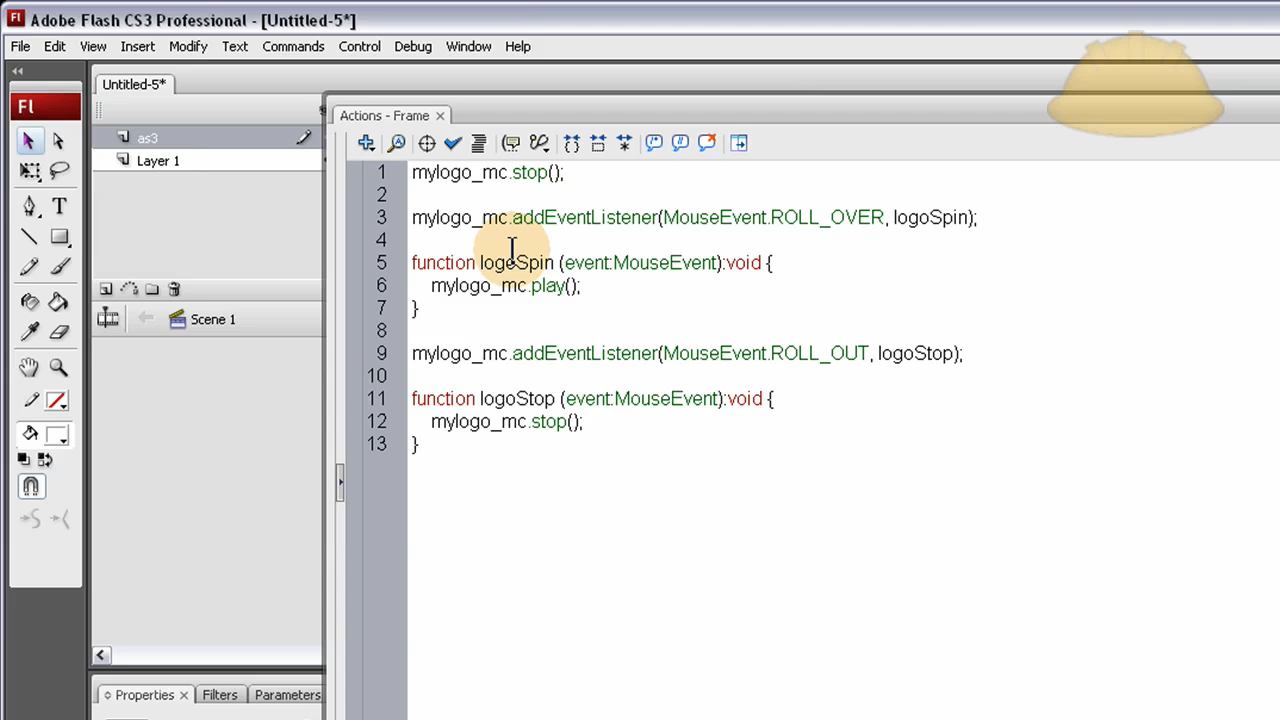 Adobe Flash CS3 Professional - [Untitled-5*]
File Edit View Insert Modify Text Commands Control Debug Window Help
Untitled-5*
Fl
Actions - Frame
as3
Layer 1
1 mylogo_mc.stop();
2
3 mylogo_mc.addEventListener(MouseEvent.ROLL_OVER, logoSpin);
4
5 function logoSpin (event:MouseEvent):void {
6 mylogo_mc.play();
7 }
8
9 mylogo_mc.addEventListener(MouseEvent.ROLL_OUT, logoStop);
10
11 function logoStop (event:MouseEvent):void {
12 mylogo_mc.stop();
13 }
Scene 1
Properties Filters Parameters